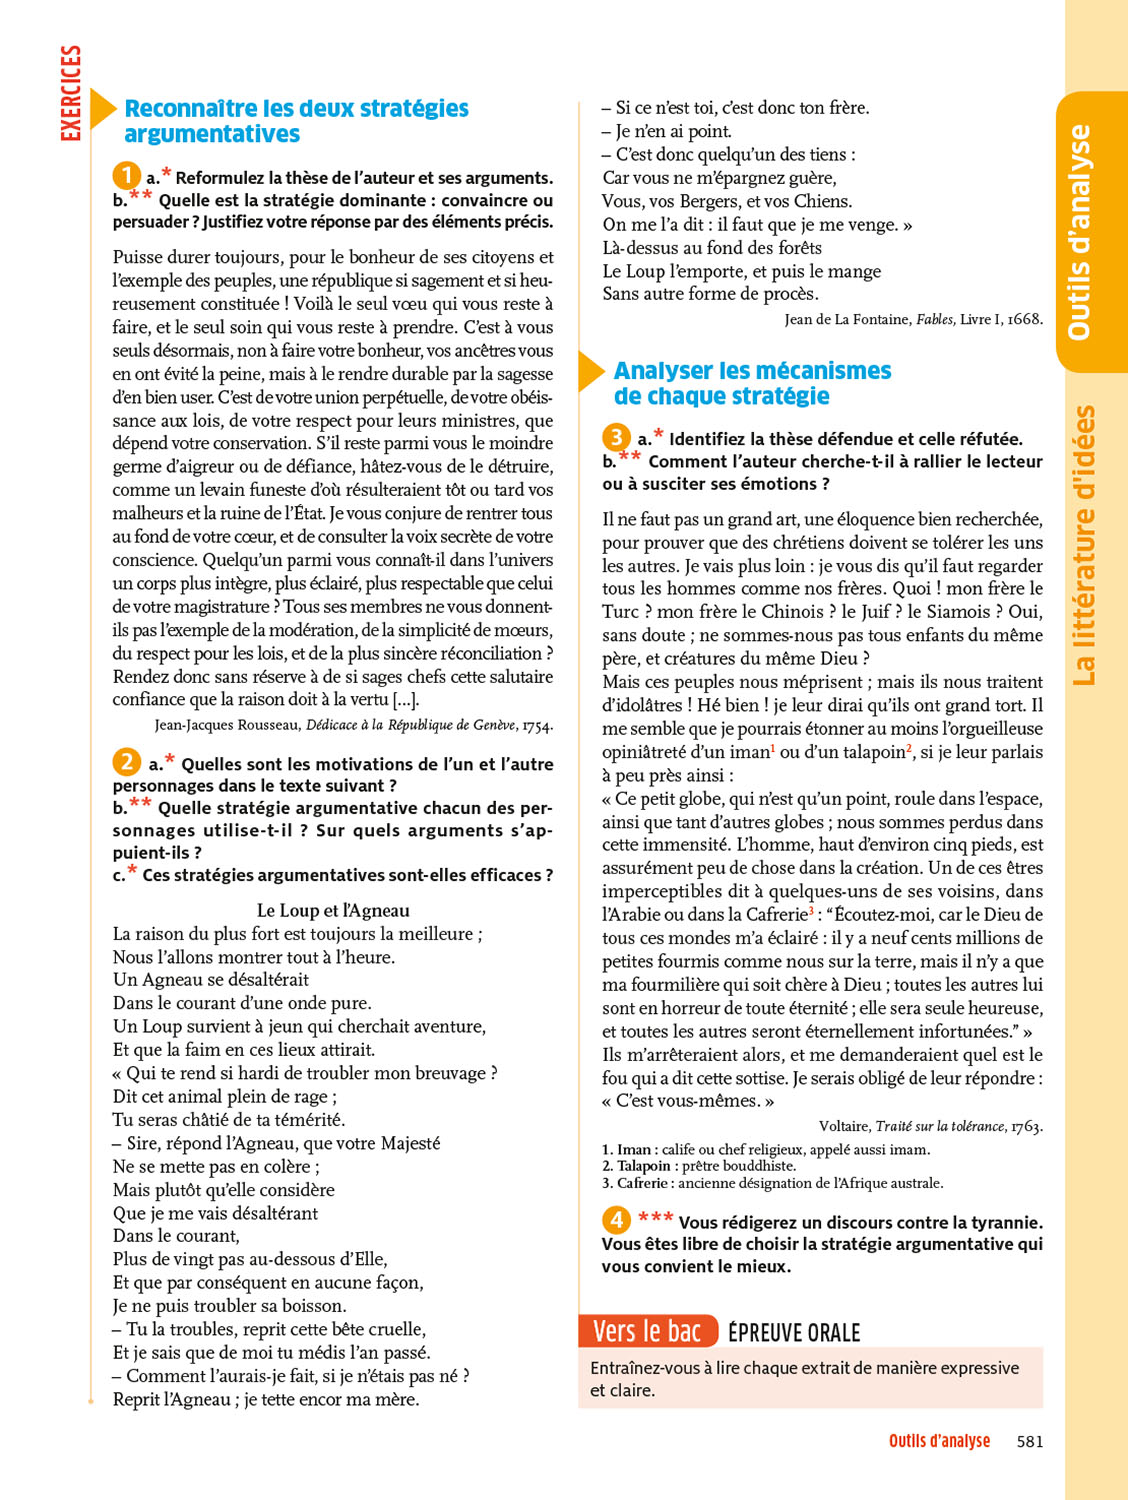 EXERCICES
Reconnaître les deux stratégies
argumentatives
1 a.* Reformulez la thèse de l'auteur et ses arguments.
b.** Quelle est la stratégie dominante : convaincre ou
persuader ? Justifiez votre réponse par des éléments précis.
Puisse durer toujours, pour le bonheur de ses citoyens et
l'exemple des peuples, une république si sagement et si heu-
reusement constituée ! Voilà le seul vœu qui vous reste à
faire, et le seul soin qui vous reste à prendre. C'est à vous
seuls désormais, non à faire votre bonheur, vos ancêtres vous
en ont évité la peine, mais à le rendre durable par la sagesse
d'en bien user. C'est de votre union perpétuelle, de votre obéis-
sance aux lois, de votre respect pour leurs ministres, que
dépend votre conservation. S'il reste parmi vous le moindre
germe d'aigreur ou de défiance, hâtez-vous de le détruire,
comme un levain funeste d'où résulteraient tôt ou tard vos
malheurs et la ruine de l'État. Je vous conjure de rentrer tous
au fond de votre cœur, et de consulter la voix secrète de votre
conscience. Quelqu'un parmi vous connaît-il dans l'univers
un corps plus intègre, plus éclairé, plus respectable que celui
de votre magistrature ? Tous ses membres ne vous donnent-
ils pas l'exemple de la modération, de la simplicité de mœurs,
du respect pour les lois, et de la plus sincère réconciliation ?
Rendez donc sans réserve à de si sages chefs cette salutaire
confiance que la raison doit à la vertu [...].
Jean-Jacques Rousseau, Dédicace à la République de Genève, 1754.
2 a.* Quelles sont les motivations de l'un et l'autre
personnages dans le texte suivant ?
b.** Quelle stratégie argumentative chacun des per-
sonnages utilise-t-il ? Sur quels arguments s'ap-
puient-ils ?
c.* Ces stratégies argumentatives sont-elles efficaces ?
Le Loup et l'Agneau
La raison du plus fort est toujours la meilleure ;
Nous l'allons montrer tout à l'heure.
Un Agneau se désaltérait
Dans le courant d'une onde pure.
Un Loup survient à jeun qui cherchait aventure,
Et que la faim en ces lieux attirait.
« Qui te rend si hardi de troubler mon breuvage ?
Dit cet animal plein de rage ;
Tu seras châtié de ta témérité.
– Sire, répond l'Agneau, que votre Majesté
Ne se mette pas en colère ;
Mais plutôt qu'elle considère
Que je me vais désaltérant
Dans le courant,
Plus de vingt pas au-dessous d'Elle,
Et que par conséquent en aucune façon,
Je ne puis troubler sa boisson.
– Tu la troubles, reprit cette bête cruelle,
Et je sais que de moi tu médis l'an passé.
– Comment l'aurais-je fait, si je n'étais pas né ?
Reprit l'Agneau ; je tette encor ma mère.
– Si ce n'est toi, c'est donc ton frère.
– Je n'en ai point.
– C'est donc quelqu'un des tiens :
Car vous ne m'épargnez guère,
Vous, vos Bergers, et vos Chiens.
On me l'a dit : il faut que je me venge. »
Là-dessus au fond des forêts
Le Loup l'emporte, et puis le mange
Sans autre forme de procès.
Jean de La Fontaine, Fables, Livre I, 1668.
Analyser les mécanismes
de chaque stratégie
3 a.* Identifiez la thèse défendue et celle réfutée.
b.** Comment l'auteur cherche-t-il à rallier le lecteur
ou à susciter ses émotions ?
Il ne faut pas un grand art, une éloquence bien recherchée,
pour prouver que des chrétiens doivent se tolérer les uns
les autres. Je vais plus loin : je vous dis qu'il faut regarder
tous les hommes comme nos frères. Quoi ! mon frère le
Turc ? mon frère le Chinois ? le Juif ? le Siamois ? Oui,
sans doute ; ne sommes-nous pas tous enfants du même
père, et créatures du même Dieu ?
Mais ces peuples nous méprisent ; mais ils nous traitent
d'idolâtres ! Hé bien ! je leur dirai qu'ils ont grand tort. Il
me semble que je pourrais étonner au moins l'orgueilleuse
opiniâtreté d'un iman1 ou d'un talapoin2, si je leur parlais
à peu près ainsi :
« Ce petit globe, qui n'est qu'un point, roule dans l'espace,
ainsi que tant d'autres globes ; nous sommes perdus dans
cette immensité. L'homme, haut d'environ cinq pieds, est
assurément peu de chose dans la création. Un de ces êtres
imperceptibles dit à quelques-uns de ses voisins, dans
l'Arabie ou dans la Cafrerie3 : “Écoutez-moi, car le Dieu de
tous ces mondes m'a éclairé : il y a neuf cents millions de
petites fourmis comme nous sur la terre, mais il n'y a que
ma fourmilière qui soit chère à Dieu ; toutes les autres lui
sont en horreur de toute éternité ; elle sera seule heureuse,
et toutes les autres seront éternellement infortunées.” »
Ils m'arrêteraient alors, et me demanderaient quel est le
fou qui a dit cette sottise. Je serais obligé de leur répondre :
« C'est vous-mêmes. »
Voltaire, Traité sur la tolérance, 1763.
1. Iman : calife ou chef religieux, appelé aussi imam.
2. Talapoin : prêtre bouddhiste.
3. Cafrerie : ancienne désignation de l'Afrique australe.
4 *** Vous rédigerez un discours contre la tyrannie.
Vous êtes libre de choisir la stratégie argumentative qui
vous convient le mieux.
Vers le bac ÉPREUVE ORALE
Entraînez-vous à lire chaque extrait de manière expressive
et claire.
Outils d'analyse 581
Outils d'analyse
La littérature d'idées